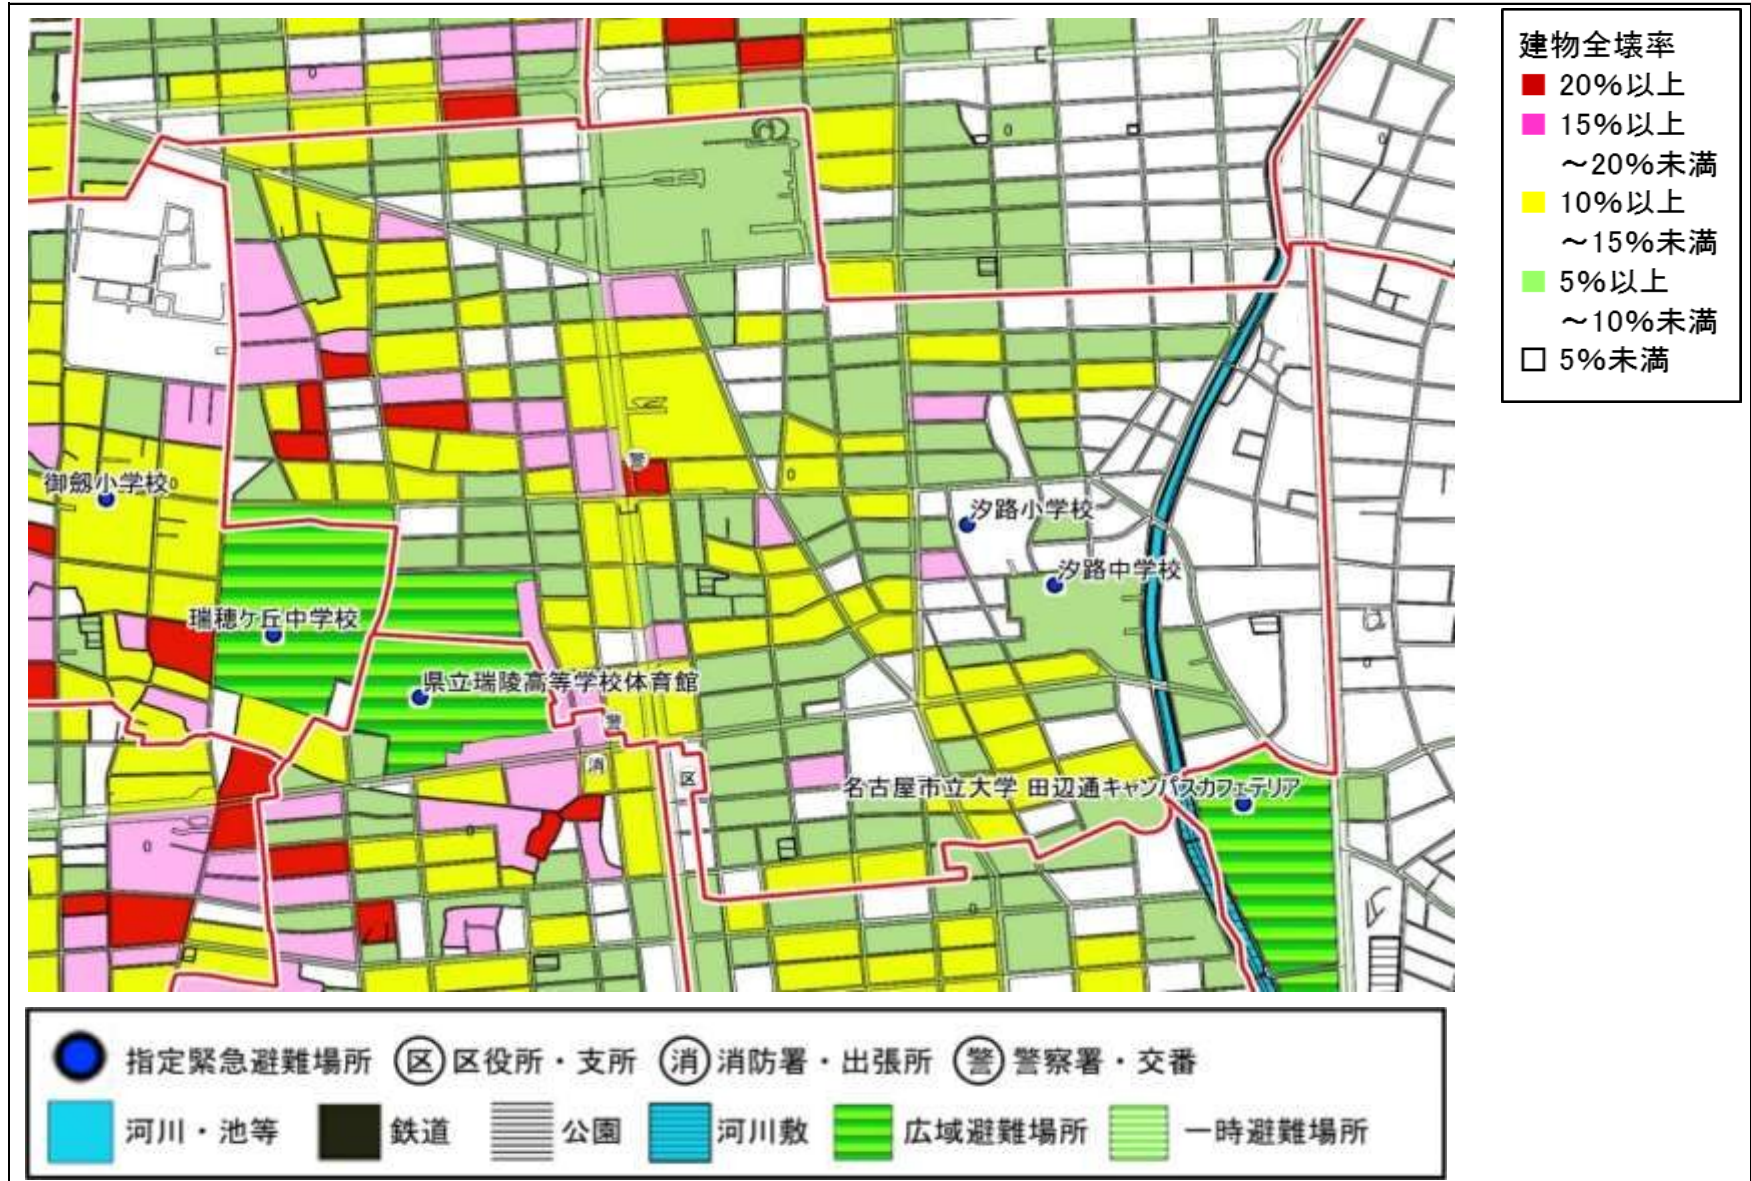 建物全壊率
20%以上
15%以上
～20%未満
10%以上
～15%未満
5%以上
～10%未満
5%未満
警
御劔小学校
汐路小学校
汐路中学校
瑞穂ケ丘中学校
県立瑞陵高等学校体育館
警
消
区
名古屋市立大学 田辺通キャンパスカフェテリア
指定緊急避難場所 区 区役所・支所 消 消防署・出張所 警 警察署・交番
河川・池等 鉄道 公園 河川敷 広域避難場所 一時避難場所